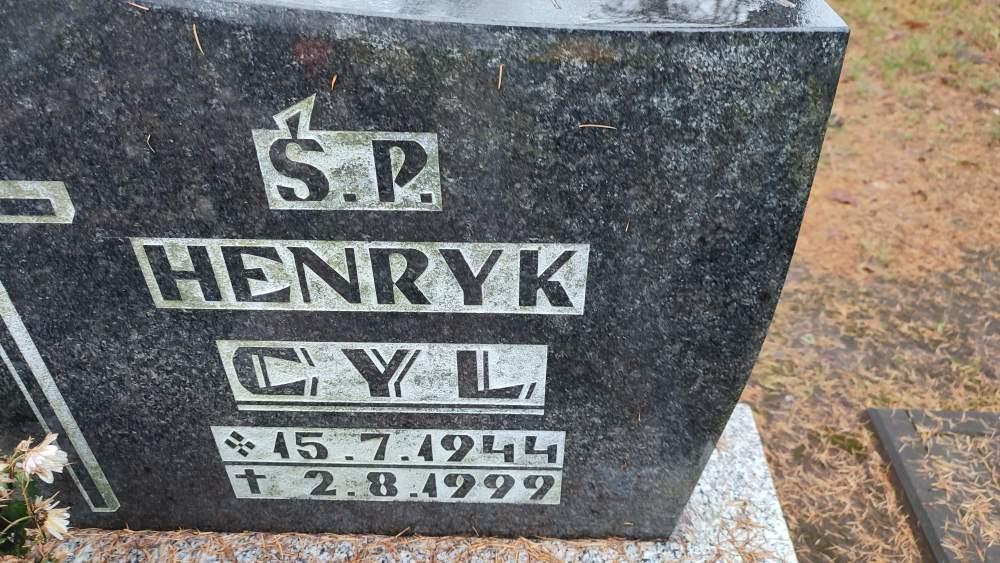 Ś.P.
HENRYK
CYL
15.7.1944
✝ 2.8.1999